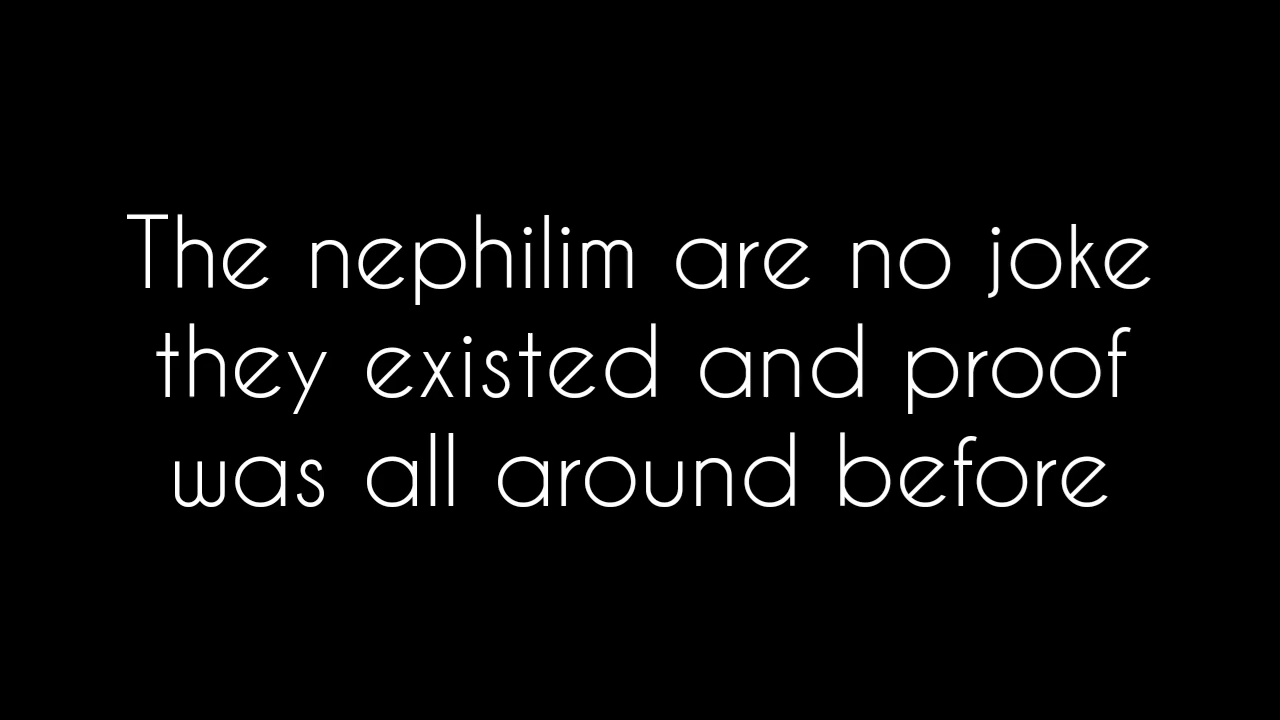 The nephilim are no joke
they existed and proof
was all around before